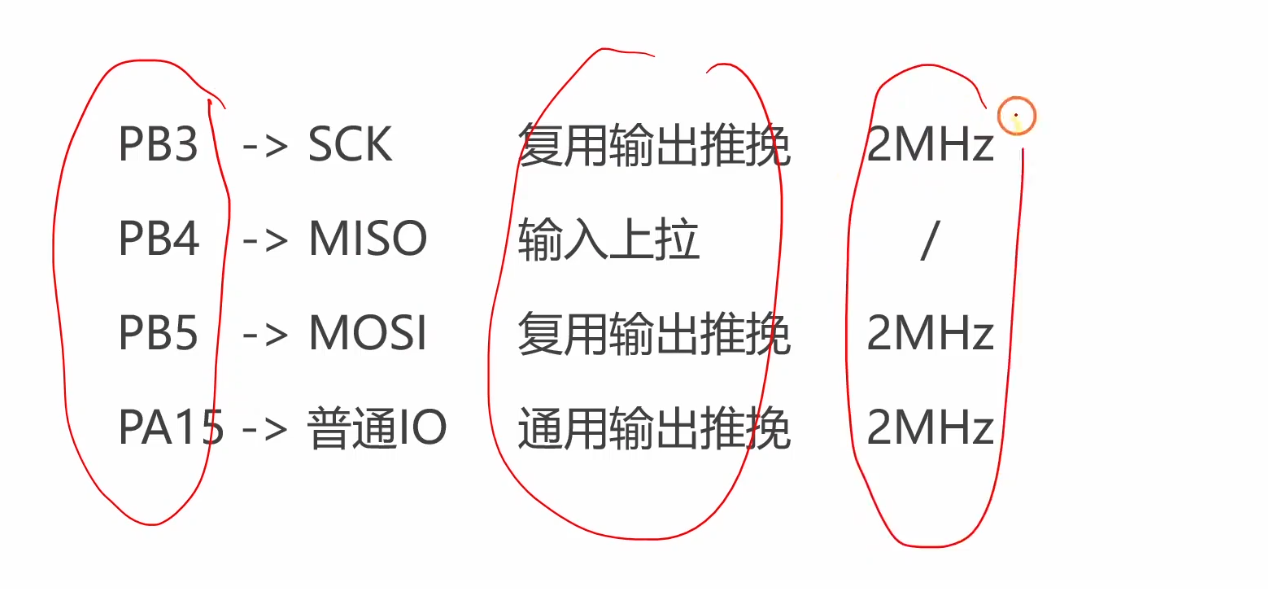 PB3 -> SCK 复用输出推挽 2MHz
PB4 -> MISO 输入上拉 /
PB5 -> MOSI 复用输出推挽 2MHz
PA15 -> 普通IO 通用输出推挽 2MHz